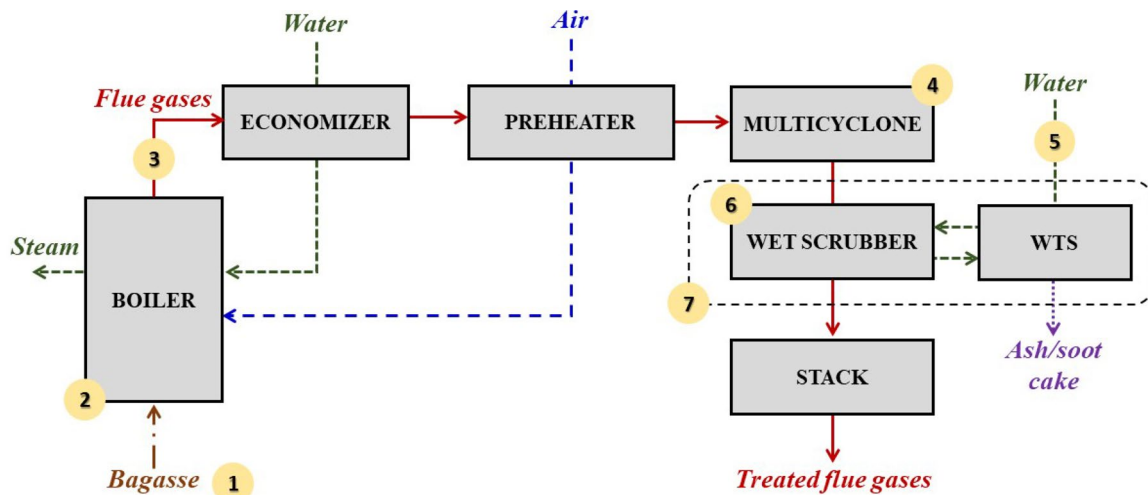 Water
Air
Flue gases
4
Water
ECONOMIZER
PREHEATER
MULTICYCLONE
3
5
6
Steam
WET SCRUBBER
WTS
BOILER
7
Ash/soot
cake
STACK
2
Bagasse
1
Treated flue gases